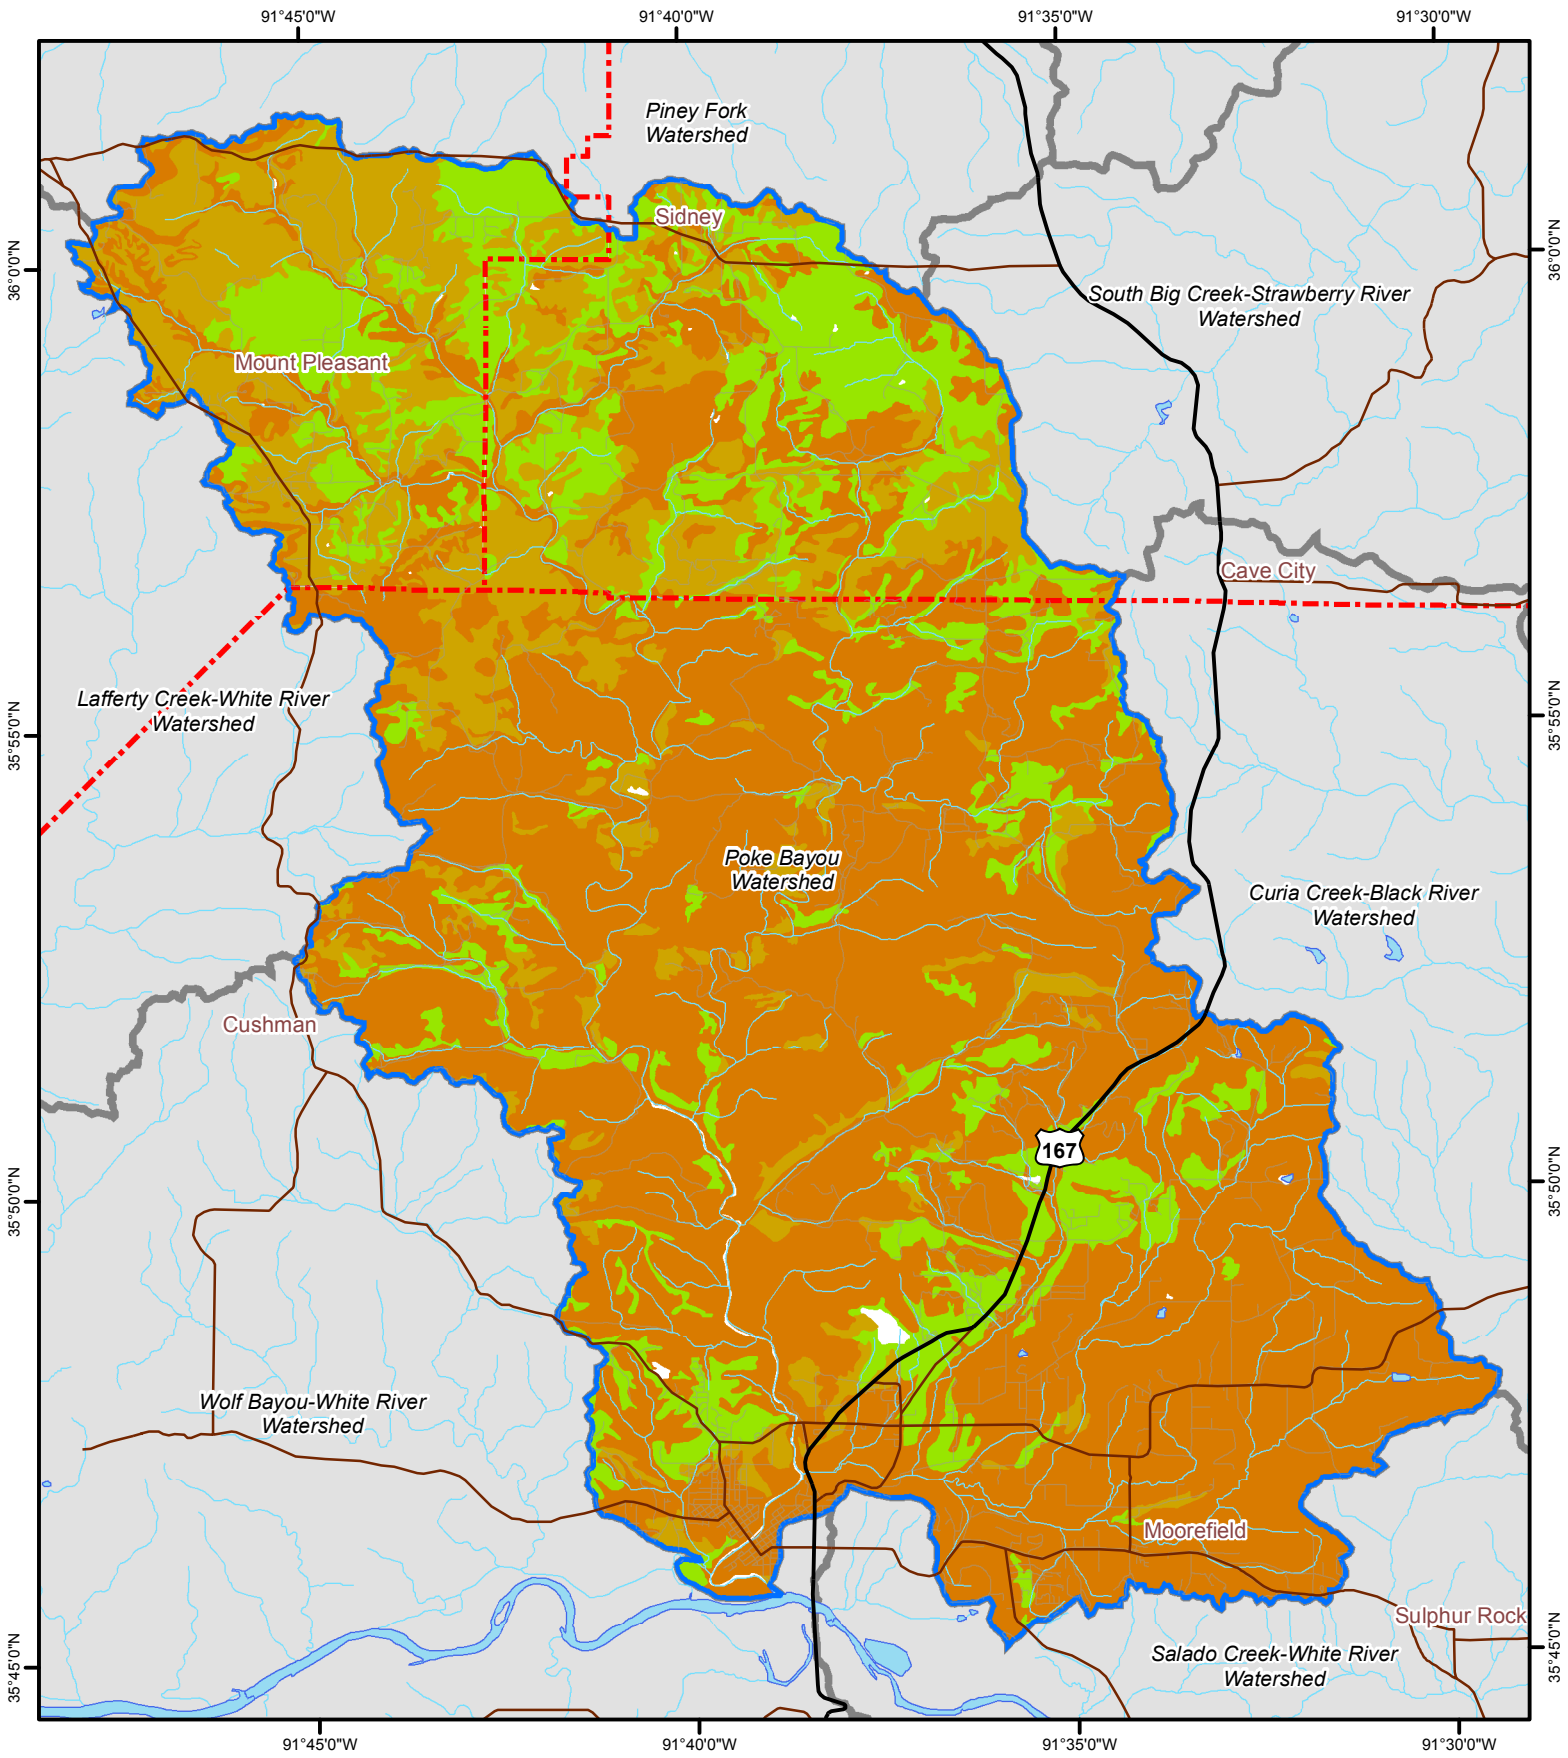 91°45'0"W
91°40'0"W
91°35'0"W
91°30'0"W
Piney Fork
Watershed
Sidney
36°0'0"N
36°0'0"N
South Big Creek-Strawberry River
Watershed
Mount Pleasant
Cave City
Lafferty Creek-White River
Watershed
35°55'0"N
35°55'0"N
Poke Bayou
Watershed
Curia Creek-Black River
Watershed
Cushman
167
35°50'0"N
35°50'0"N
Wolf Bayou-White River
Watershed
Moorefield
Sulphur Rock
Salado Creek-White River
Watershed
35°45'0"N
35°45'0"N
91°45'0"W
91°40'0"W
91°35'0"W
91°30'0"W